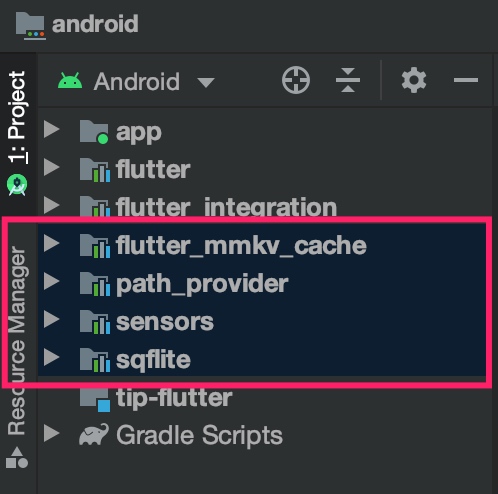 android
1: Project
Android
app
flutter
flutter_integration
flutter_mmkv_cache
path_provider
sensors
sqflite
tip-flutter
Gradle Scripts
Resource Manager